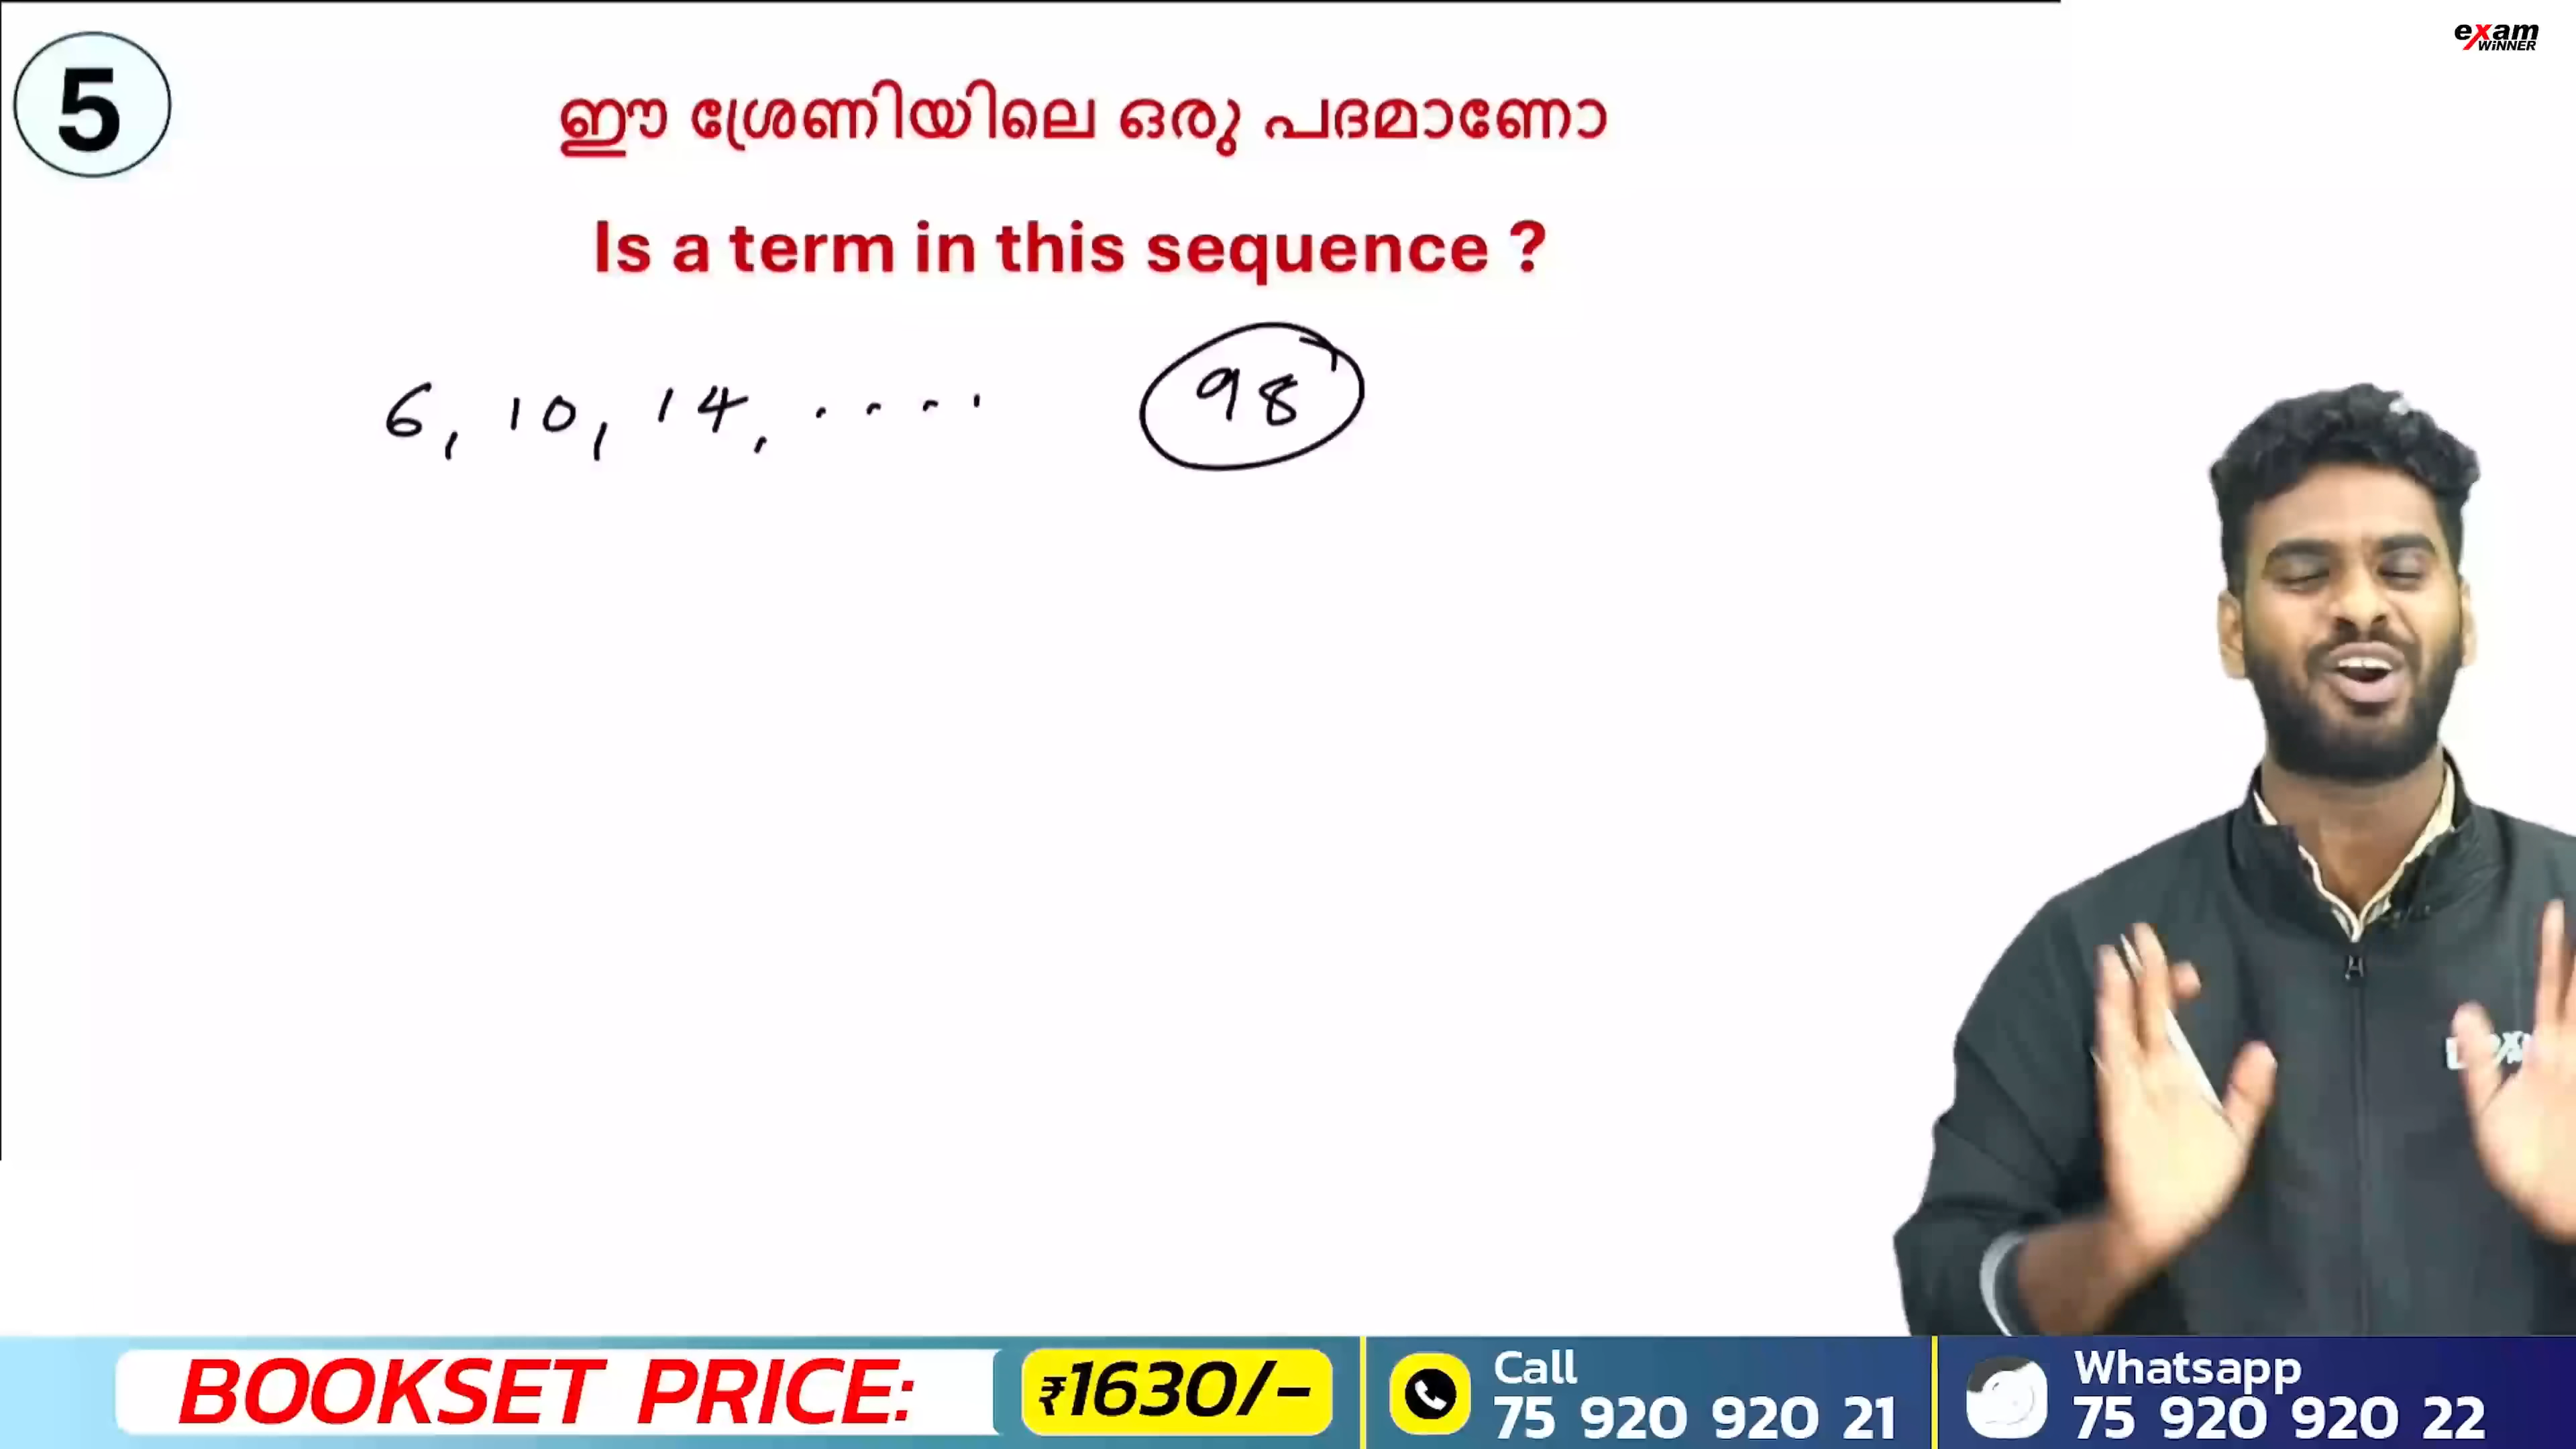 exam
WiNNER
5
ഈ ശ്രേണിയിലെ ഒരു പദമാണോ
Is a term in this sequence ?
6, 10, 14, .... 98
BOOKSET PRICE: ₹1630/-
Call
75 920 920 21
Whatsapp
75 920 920 22